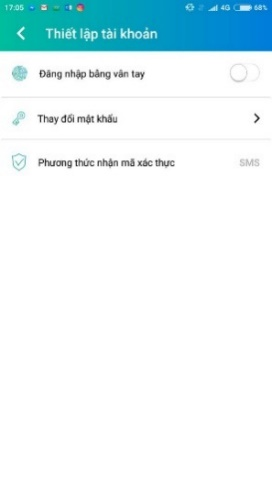 17:05 4G 68%
Thiết lập tài khoản
Đăng nhập bằng vân tay
Thay đổi mật khẩu
Phương thức nhận mã xác thực SMS